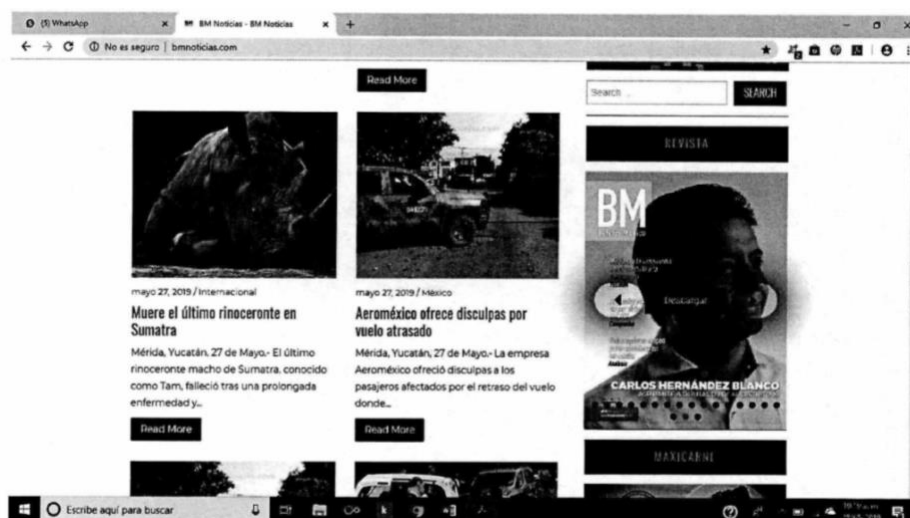 (5) WhatsApp
BM Noticias - BM Noticias
No es seguro | bmnoticias.com
Read More
Search ...
SEARCH
REVISTA
mayo 27, 2019 / Internacional
Muere el último rinoceronte en
Sumatra
Mérida, Yucatán, 27 de Mayo.- El último
rinoceronte macho de Sumatra, conocido
como Tam, falleció tras una prolongada
enfermedad y...
Read More
mayo 27, 2019 / México
Aeroméxico ofrece disculpas por
vuelo atrasado
Mérida, Yucatán, 27 de Mayo.- La empresa
Aeroméxico ofreció disculpas a los
pasajeros afectados por el retraso del vuelo
donde...
Read More
BM
Descargar
CARLOS HERNÁNDEZ BLANCO
MAXICARNE
Escribe aquí para buscar